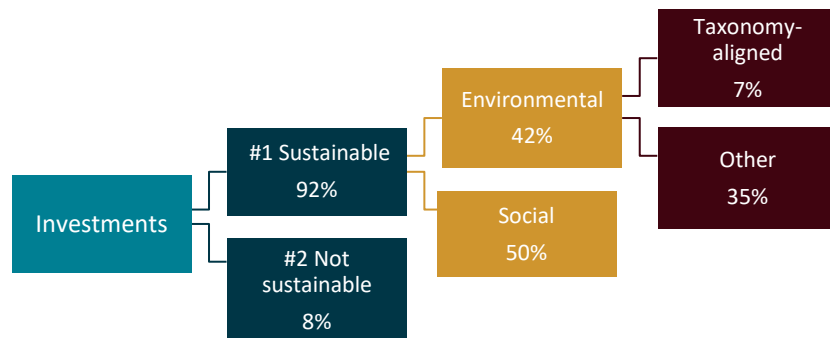 Investments
#1 Sustainable
92%
#2 Not
sustainable
8%
Environmental
42%
Social
50%
Taxonomy-
aligned
7%
Other
35%